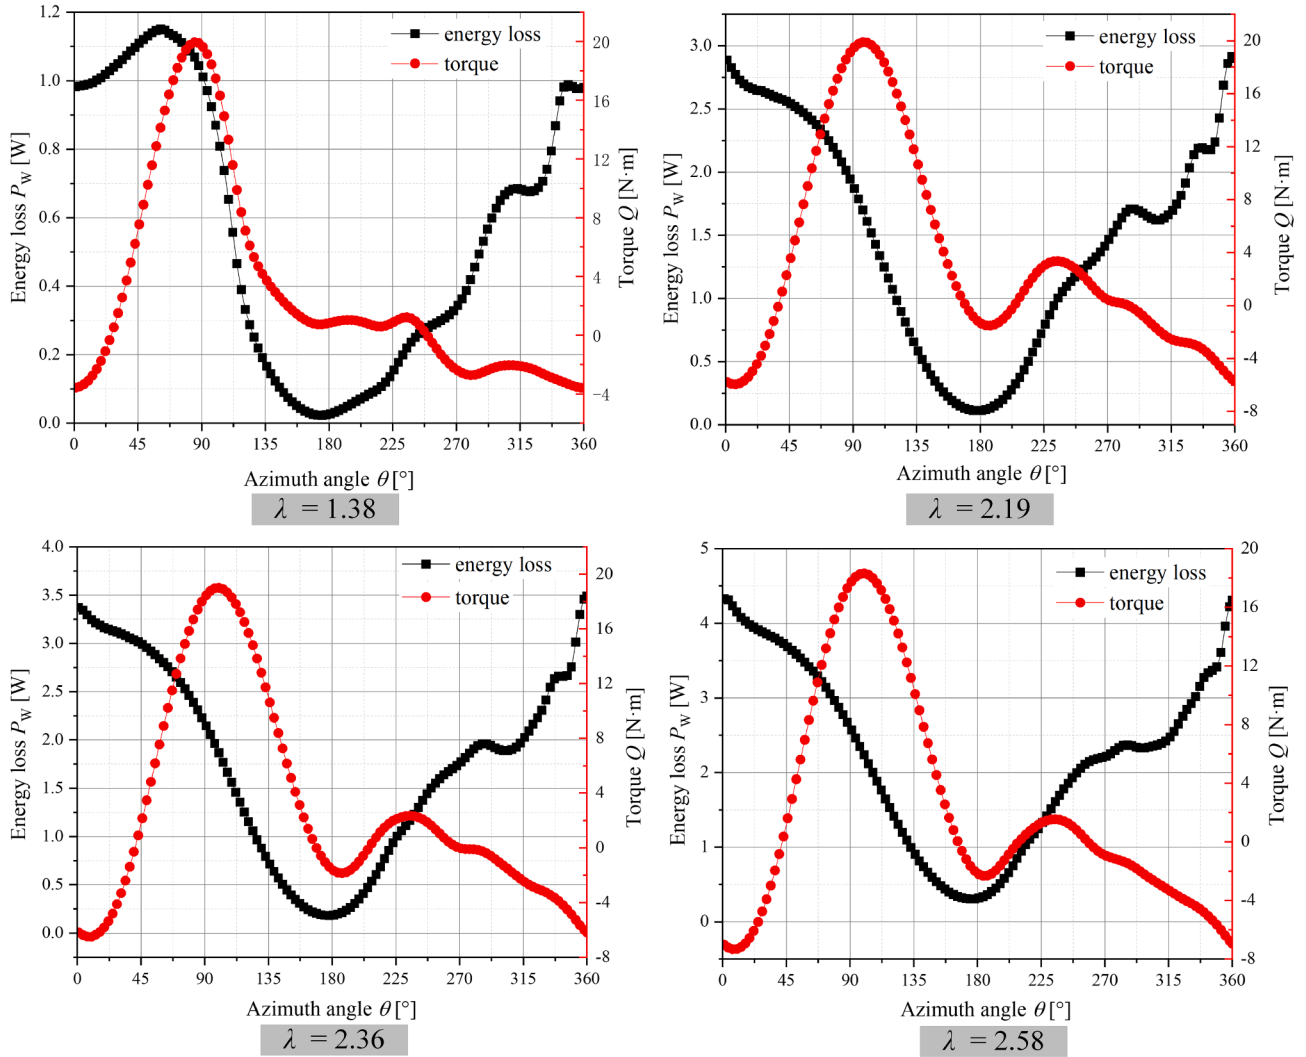 energy loss
torque
Energy loss P_W [W]
1.2
1.0
0.8
0.6
0.4
0.2
0.0
20
16
12
8
4
0
−4
Torque Q [N·m]
0 45 90 135 180 225 270 315 360
Azimuth angle θ [°]
λ = 1.38
energy loss
torque
Energy loss P_W [W]
3.0
2.5
2.0
1.5
1.0
0.5
0.0
20
16
12
8
4
0
-4
-8
Torque Q [N·m]
0 45 90 135 180 225 270 315 360
Azimuth angle θ [°]
λ = 2.19
energy loss
torque
Energy loss P_W [W]
4.0
3.5
3.0
2.5
2.0
1.5
1.0
0.5
0.0
20
16
12
8
4
0
-4
-8
Torque Q [N·m]
0 45 90 135 180 225 270 315 360
Azimuth angle θ [°]
λ = 2.36
energy loss
torque
Energy loss P_W [W]
5
4
3
2
1
0
20
16
12
8
4
0
-4
-8
Torque Q [N·m]
0 45 90 135 180 225 270 315 360
Azimuth angle θ [°]
λ = 2.58